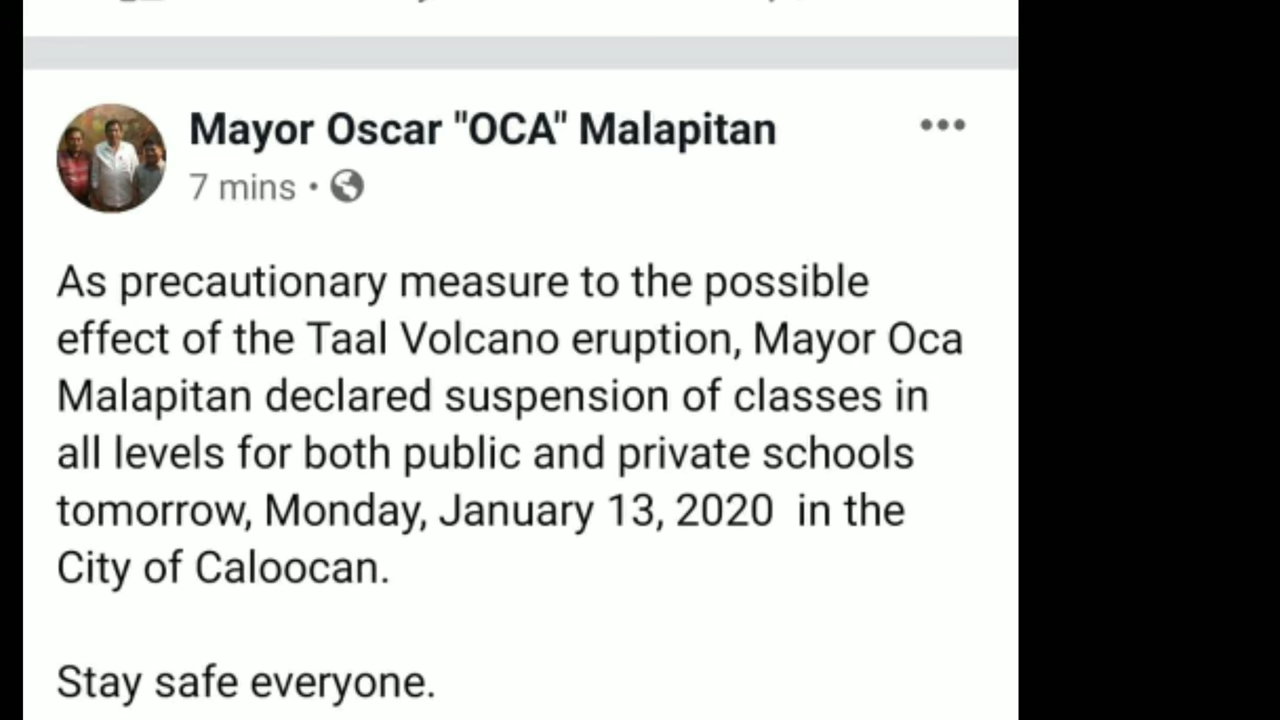 Mayor Oscar "OCA" Malapitan
7 mins •
As precautionary measure to the possible
effect of the Taal Volcano eruption, Mayor Oca
Malapitan declared suspension of classes in
all levels for both public and private schools
tomorrow, Monday, January 13, 2020  in the
City of Caloocan.
Stay safe everyone.